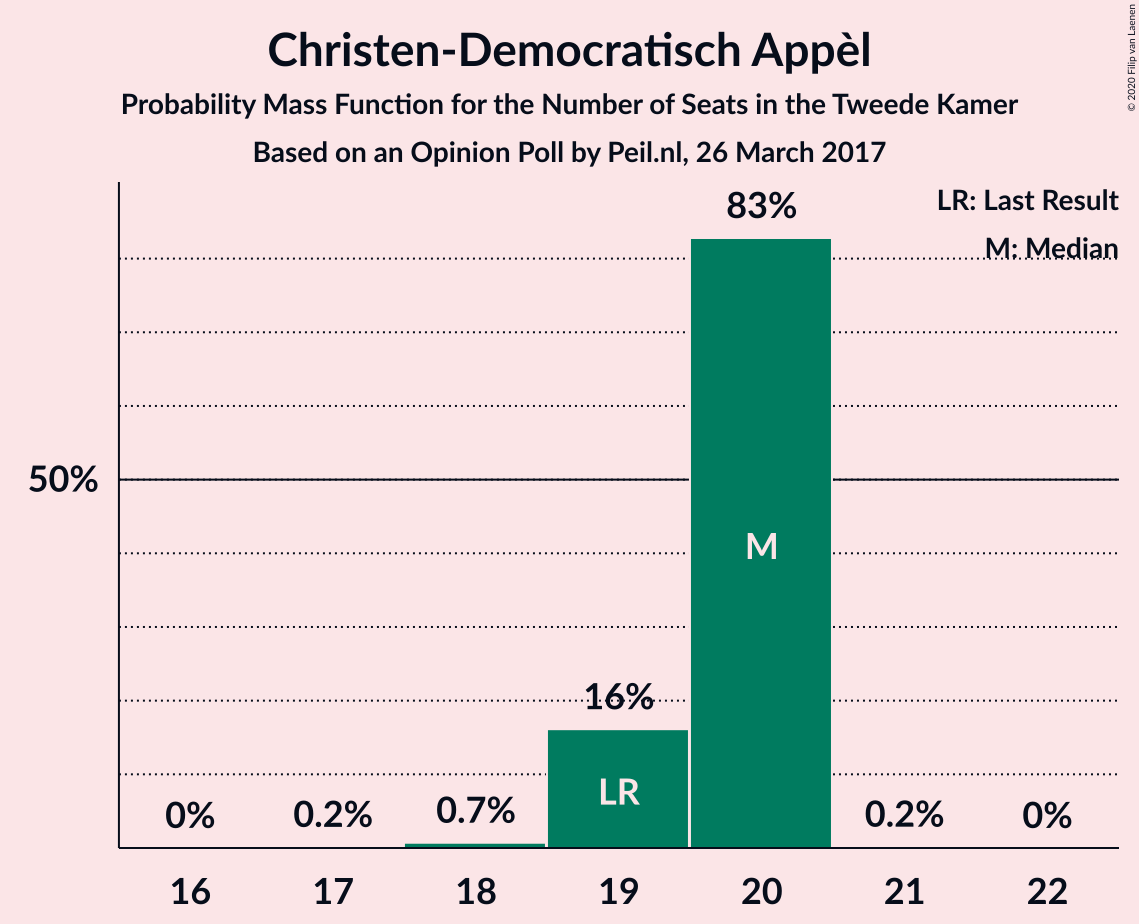 Christen-Democratisch Appèl
Probability Mass Function for the Number of Seats in the Tweede Kamer
Based on an Opinion Poll by Peil.nl, 26 March 2017
© 2020 Filip van Laenen
LR: Last Result
M: Median
83%
50%
M
16%
LR
0%
0.2%
0.7%
0.2%
0%
16
17
18
19
20
21
22